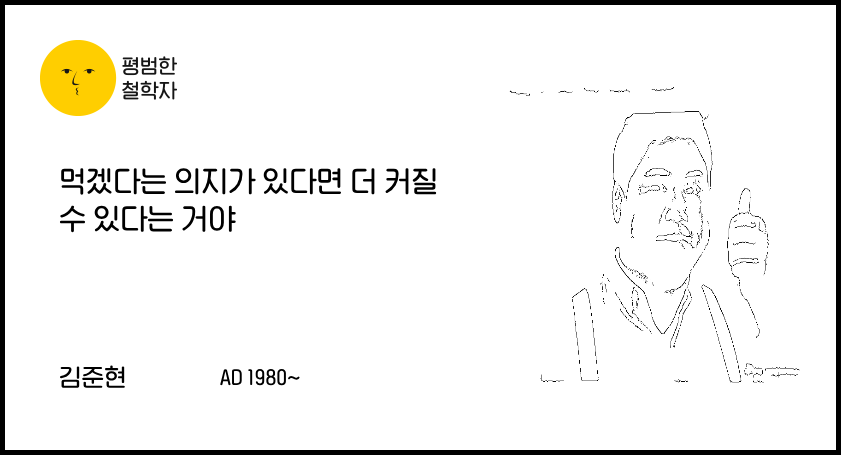 평범한
철학자
먹겠다는 의지가 있다면 더 커질
수 있다는 거야
김준현
AD 1980~